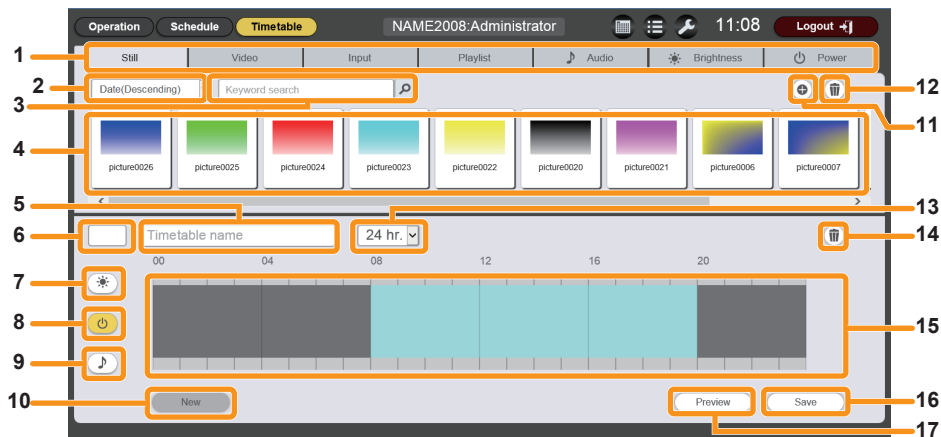 Operation Schedule Timetable NAME2008:Administrator 11:08 Logout
1 Still Video Input Playlist Audio Brightness Power
2 Date(Descending) Keyword search 12
3 11
4
picture0026 picture0025 picture0024 picture0023 picture0022 picture0020 picture0021 picture0006 picture0007
5 13
6 Timetable name 24 hr. 14
00 04 08 12 16 20
7
8 15
9
10 New Preview Save 16
17